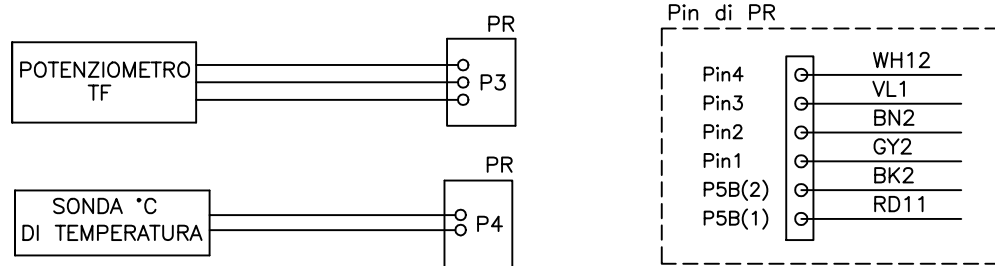 PR
POTENZIOMETRO
TF
P3
PR
SONDA °C
DI TEMPERATURA
P4
Pin di PR
Pin4 WH12
Pin3 VL1
Pin2 BN2
Pin1 GY2
P5B(2) BK2
P5B(1) RD11